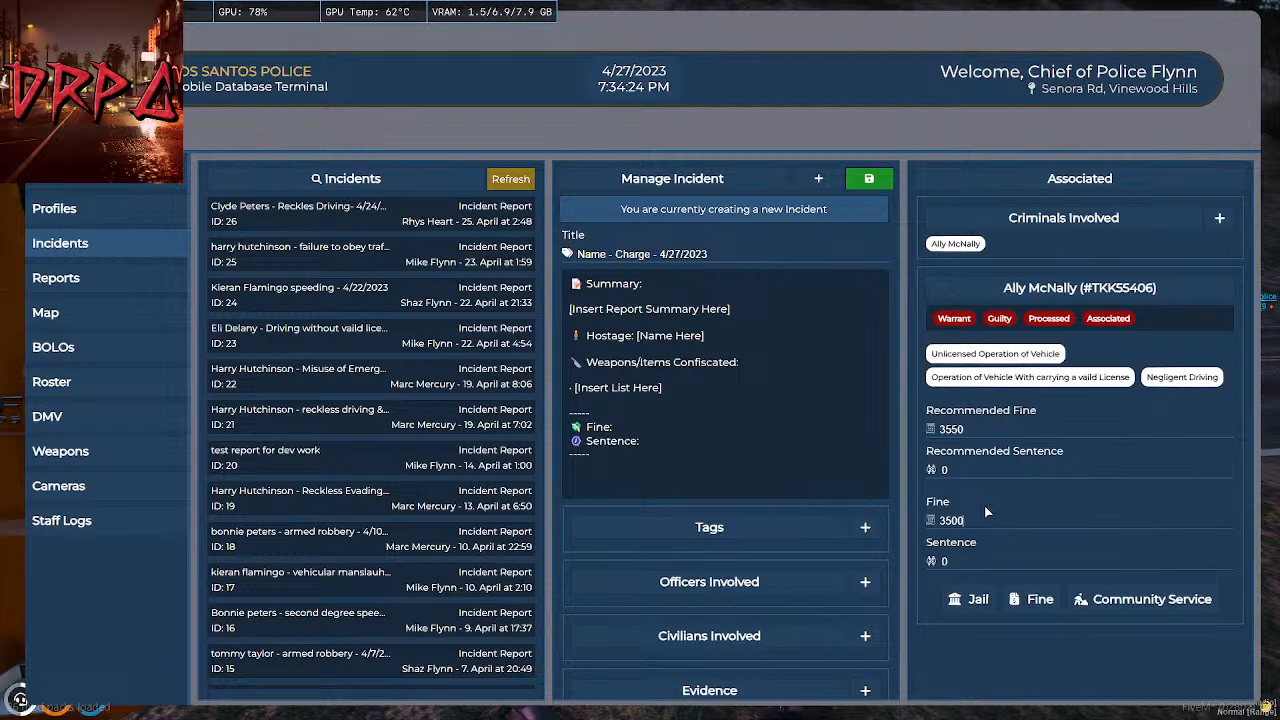 GPU: 78%
GPU Temp: 62°C
VRAM: 1.5/6.9/7.9 GB
DRPA
OS SANTOS POLICE
obile Database Terminal
4/27/2023
7:34:24 PM
Welcome, Chief of Police Flynn
Senora Rd, Vinewood Hills
Profiles
Incidents
Reports
Map
BOLOs
Roster
DMV
Weapons
Cameras
Staff Logs
Incidents
Refresh
Clyde Peters - Reckles Driving- 4/24/... Incident Report
ID: 26 Rhys Heart - 25. April at 2:48
harry hutchinson - failure to obey traf... Incident Report
ID: 25 Mike Flynn - 23. April at 1:59
Kieran Flamingo speeding - 4/22/2023 Incident Report
ID: 24 Shaz Flynn - 22. April at 21:33
Eli Delany - Driving without vaild lice... Incident Report
ID: 23 Mike Flynn - 22. April at 4:54
Harry Hutchinson - Misuse of Emerg... Incident Report
ID: 22 Marc Mercury - 19. April at 8:06
Harry Hutchinson - reckless driving &... Incident Report
ID: 21 Marc Mercury - 19. April at 7:02
test report for dev work Incident Report
ID: 20 Mike Flynn - 14. April at 1:00
Harry Hutchinson - Reckless Evading... Incident Report
ID: 19 Marc Mercury - 13. April at 6:50
bonnie peters - armed robbery - 4/10... Incident Report
ID: 18 Marc Mercury - 10. April at 22:59
kieran flamingo - vehicular manslauh... Incident Report
ID: 17 Mike Flynn - 10. April at 2:10
Bonnie peters - second degree spee... Incident Report
ID: 16 Mike Flynn - 9. April at 17:37
tommy taylor - armed robbery - 4/7/2... Incident Report
ID: 15 Shaz Flynn - 7. April at 20:49
Manage Incident +
You are currently creating a new Incident
Title
Name - Charge - 4/27/2023
Summary:
[Insert Report Summary Here]
Hostage: [Name Here]
Weapons/Items Confiscated:
· [Insert List Here]
-----
Fine:
Sentence:
-----
Tags +
Officers Involved +
Civilians Involved +
Evidence +
Associated
Criminals Involved +
Ally McNally
Ally McNally (#TKK55406)
Warrant Guilty Processed Associated
Unlicensed Operation of Vehicle
Operation of Vehicle With carrying a vaild License Negligent Driving
Recommended Fine
3550
Recommended Sentence
0
Fine
3500
Sentence
0
Jail Fine Community Service
packs loaded
Normal [Range]